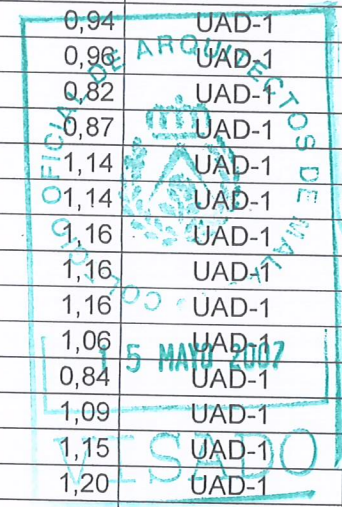 0,94 UAD-1
0,96 UAD-1
0,82 UAD-1
0,87 UAD-1
1,14 UAD-1
1,14 UAD-1
1,16 UAD-1
1,16 UAD-1
1,16 UAD-1
1,06 UAD-1
0,84 UAD-1
1,09 UAD-1
1,15 UAD-1
1,20 UAD-1
COLEGIO OFICIAL DE ARQUITECTOS DE
15 MAYO 2007
VISADO